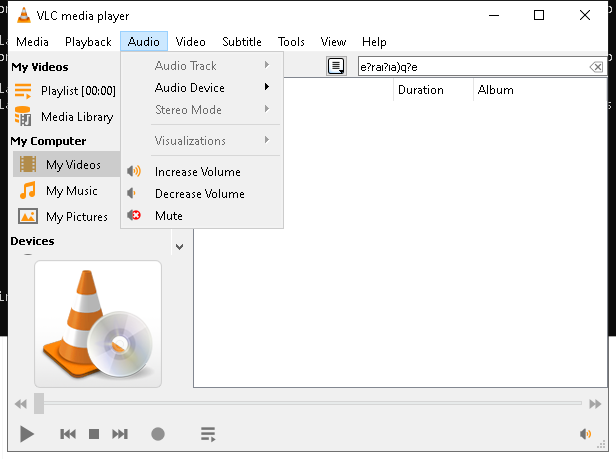 VLC media player
Media Playback Audio Video Subtitle Tools View Help
My Videos
Playlist [00:00]
Media Library
My Computer
My Videos
My Music
My Pictures
Devices
Audio Track
Audio Device
Stereo Mode
Visualizations
Increase Volume
Decrease Volume
Mute
e?raı?ıa)q?e
Duration Album